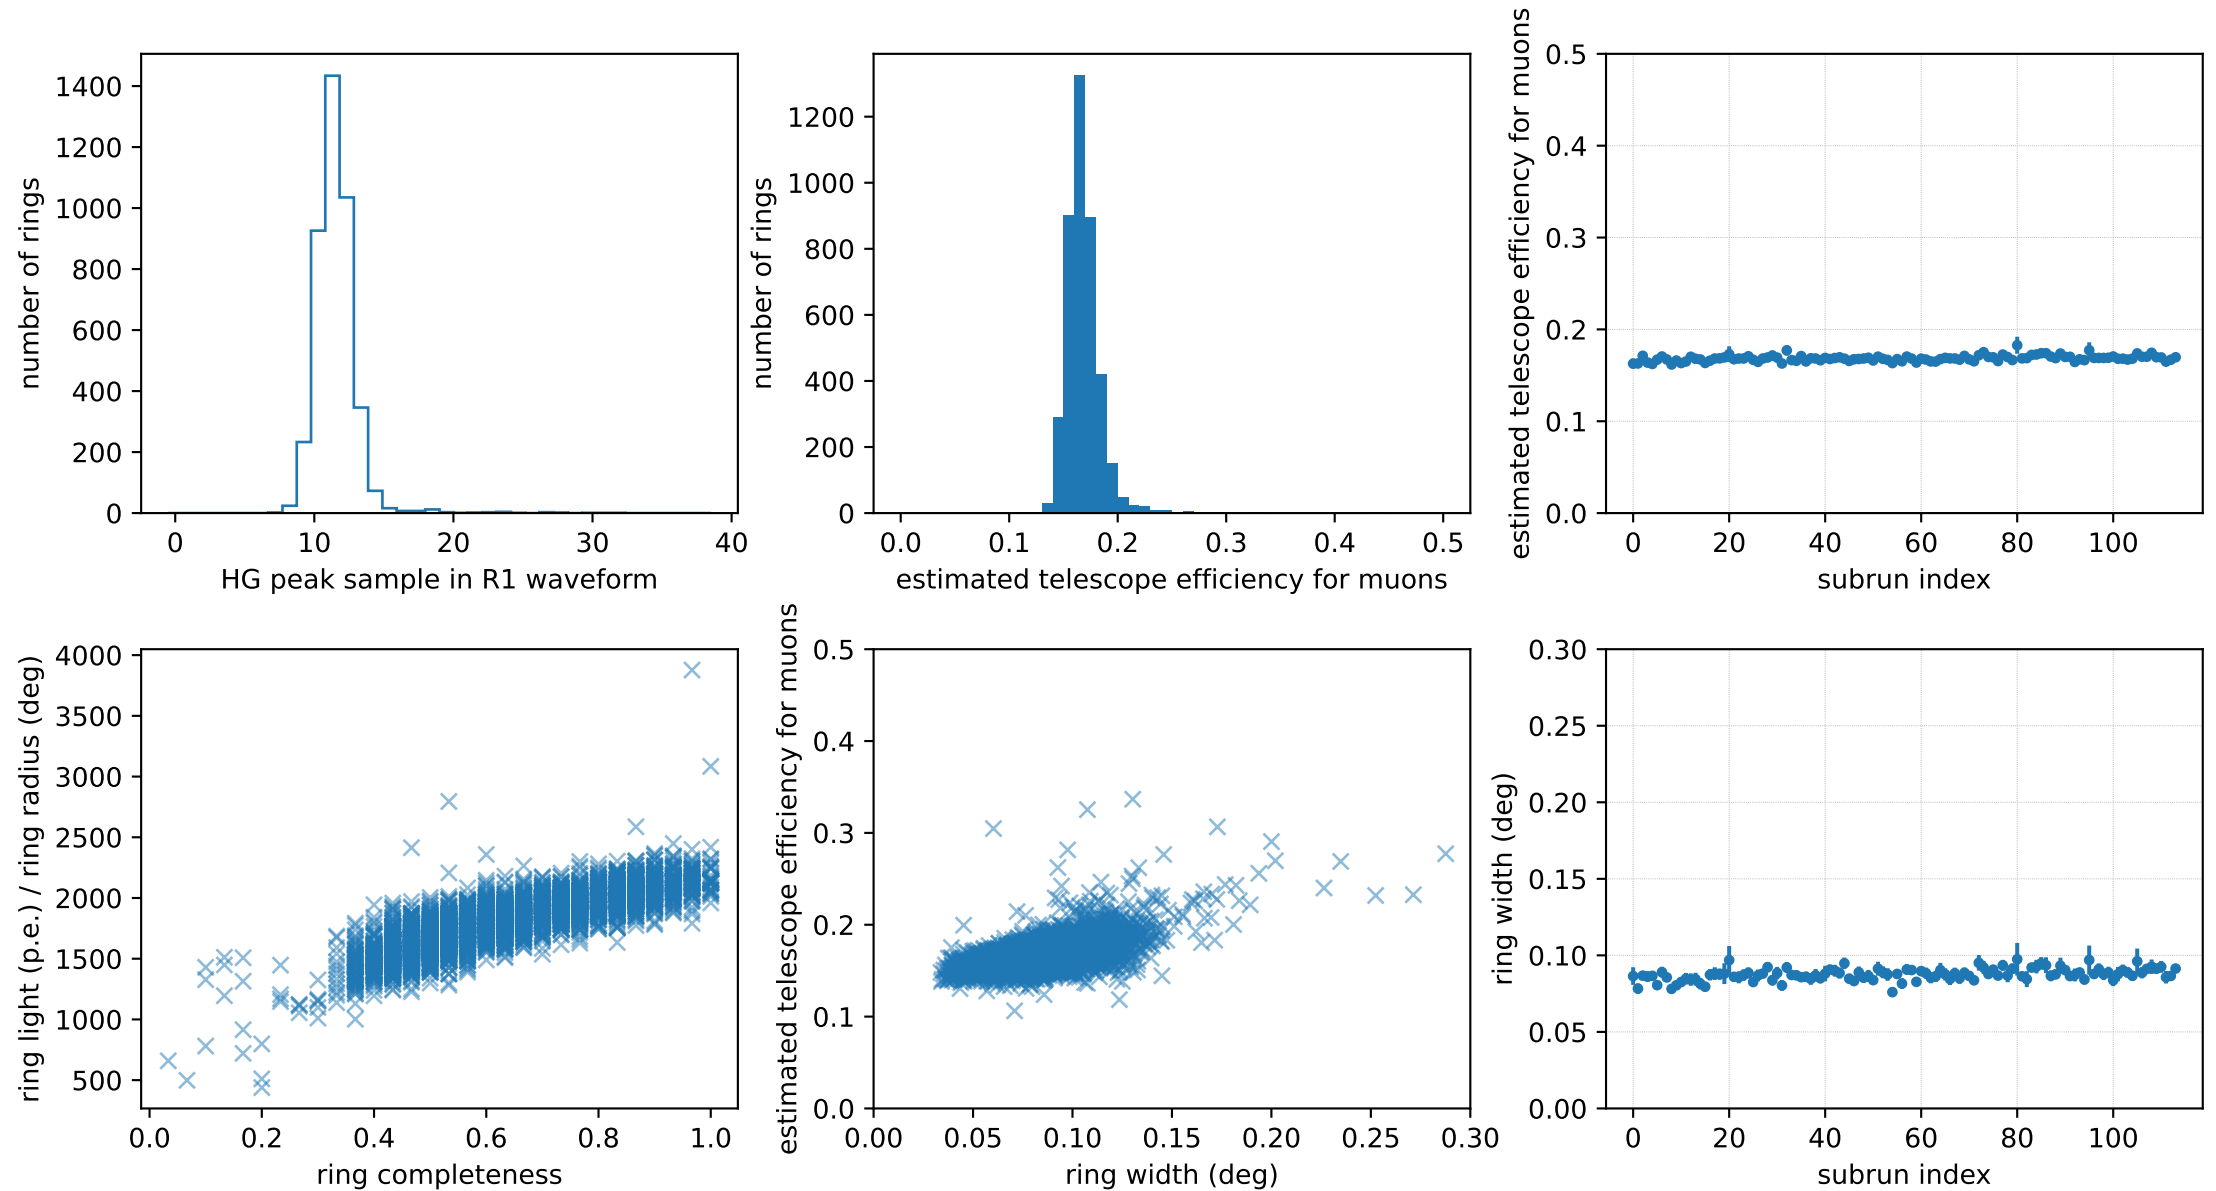 number of rings
1400
1200
1000
800
600
400
200
0
0 10 20 30 40
HG peak sample in R1 waveform
number of rings
1200
1000
800
600
400
200
0
0.0 0.1 0.2 0.3 0.4 0.5
estimated telescope efficiency for muons
estimated telescope efficiency for muons
0.5
0.4
0.3
0.2
0.1
0.0
0 20 40 60 80 100
subrun index
ring light (p.e.) / ring radius (deg)
4000
3500
3000
2500
2000
1500
1000
500
0.0 0.2 0.4 0.6 0.8 1.0
ring completeness
estimated telescope efficiency for muons
0.5
0.4
0.3
0.2
0.1
0.0
0.00 0.05 0.10 0.15 0.20 0.25 0.30
ring width (deg)
ring width (deg)
0.30
0.25
0.20
0.15
0.10
0.05
0.00
0 20 40 60 80 100
subrun index